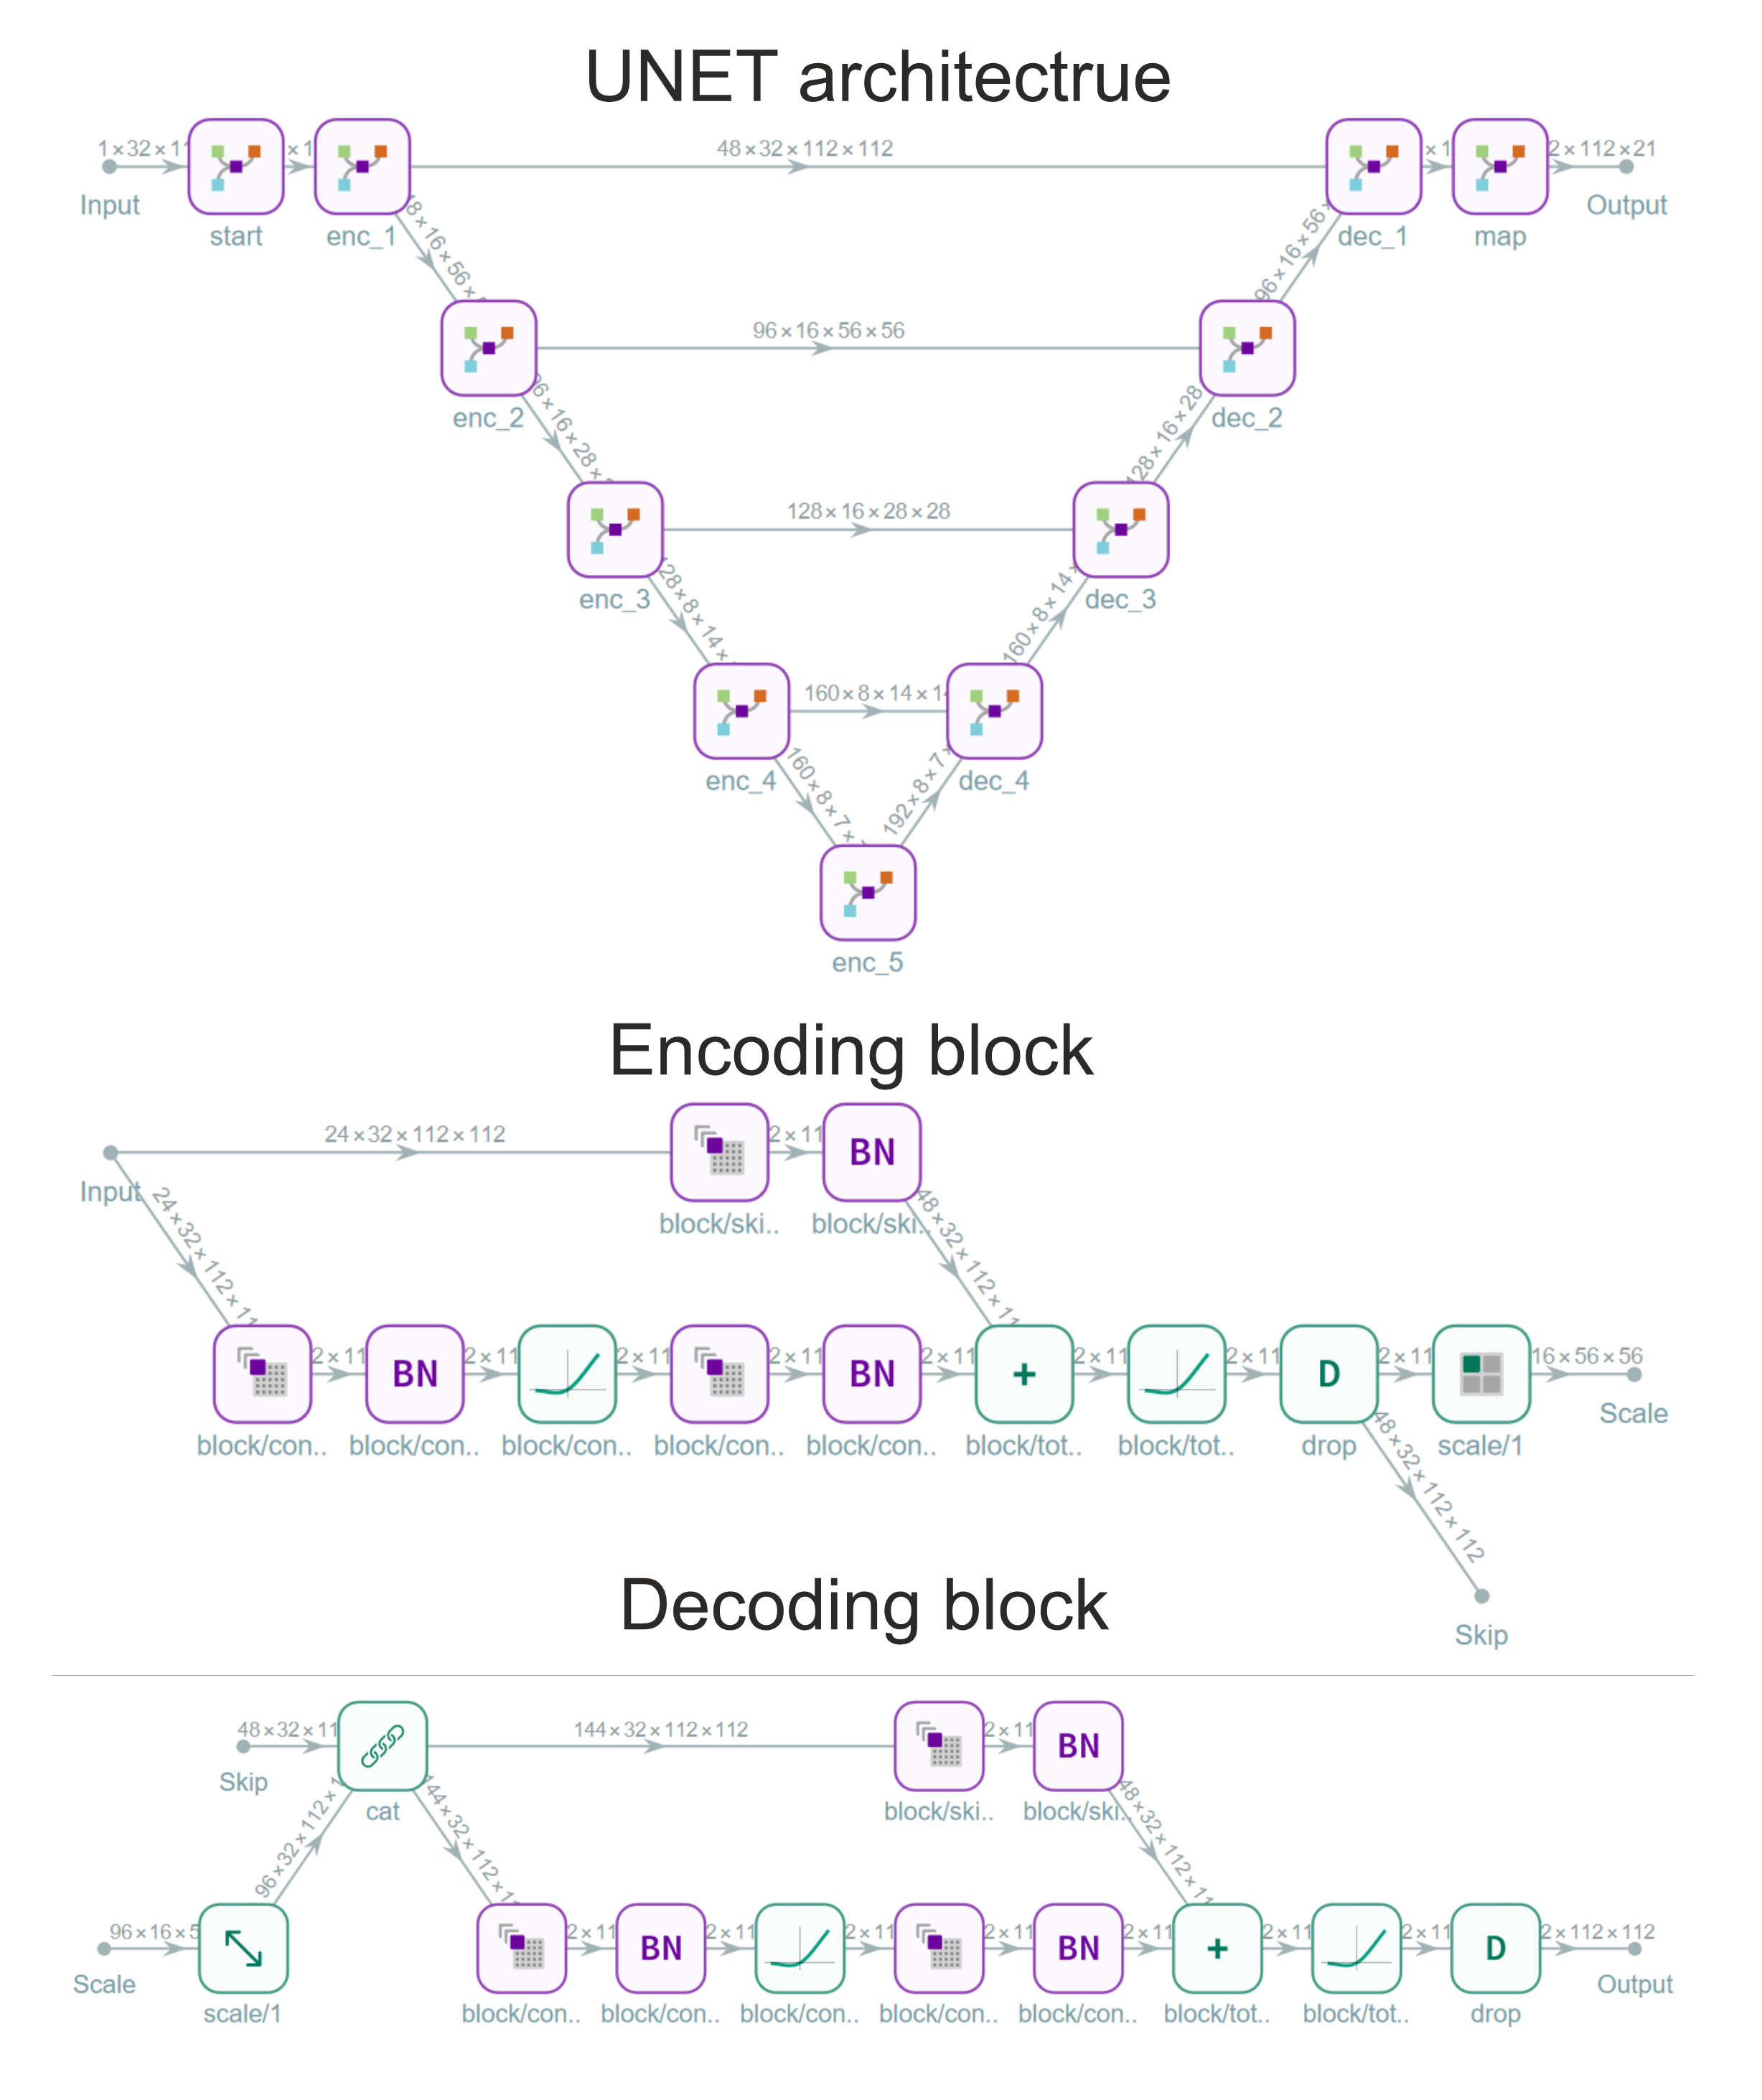 UNET architectrue
1×32×11
×1
48×32×112×112
×1
2×112×21
Input
start
enc_1
dec_1
map
Output
8×16×56×
96×16×56×
96×16×56×56
enc_2
dec_2
96×16×28×
128×16×28
128×16×28×28
enc_3
dec_3
128×8×14×
160×8×14×
160×8×14×14
enc_4
dec_4
160×8×7×
192×8×7×
enc_5
Encoding block
24×32×112×112
2×11
BN
Input
block/ski..
block/ski..
24×32×112×11
48×32×112×11
2×11
BN
2×11
2×11
2×11
BN
2×11
+
2×11
2×11
D
2×11
16×56×56
Scale
block/con..
block/con..
block/con..
block/con..
block/con..
block/tot..
block/tot..
drop
scale/1
48×32×112×112
Skip
Decoding block
48×32×11
144×32×112×112
2×11
BN
Skip
cat
block/ski..
block/ski..
96×32×112×1
144×32×112×11
48×32×112×11
96×16×5
2×11
BN
2×11
2×11
2×11
BN
2×11
+
2×11
2×11
D
2×112×112
Scale
Output
scale/1
block/con..
block/con..
block/con..
block/con..
block/con..
block/tot..
block/tot..
drop